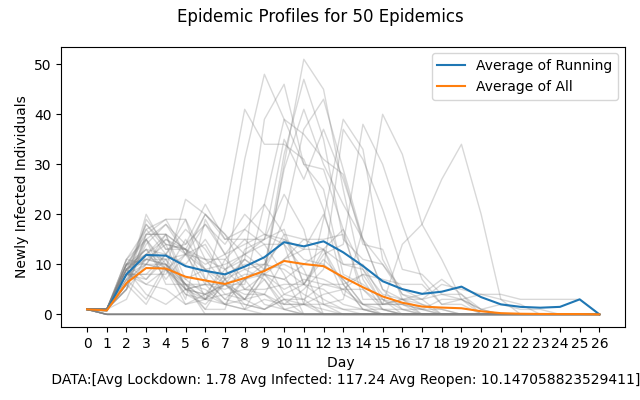 Epidemic Profiles for 50 Epidemics
Average of Running
Average of All
Newly Infected Individuals
50
40
30
20
10
0
0 1 2 3 4 5 6 7 8 9 10 11 12 13 14 15 16 17 18 19 20 21 22 23 24 25 26
Day
DATA:[Avg Lockdown: 1.78 Avg Infected: 117.24 Avg Reopen: 10.147058823529411]